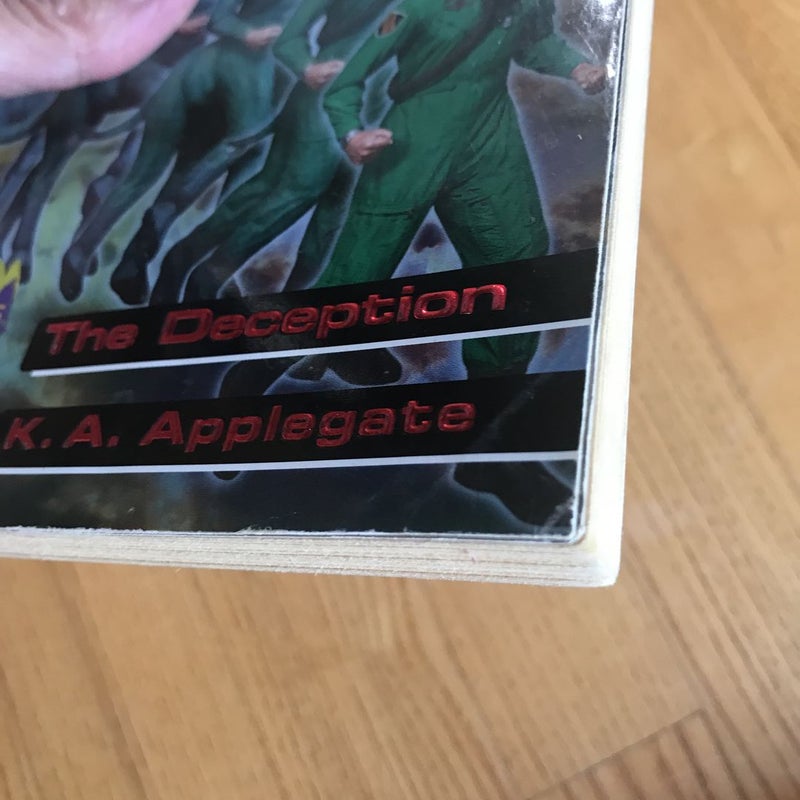 The Deception
K. A. Applegate